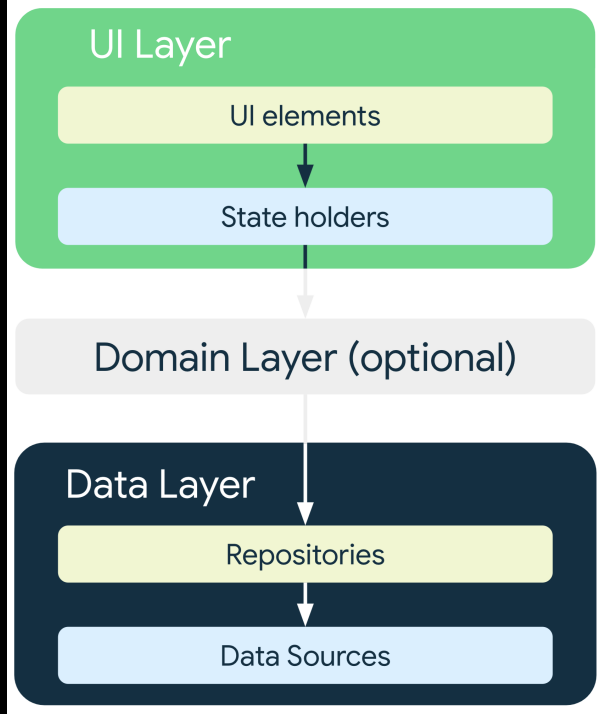 UI Layer
UI elements
State holders
Domain Layer (optional)
Data Layer
Repositories
Data Sources